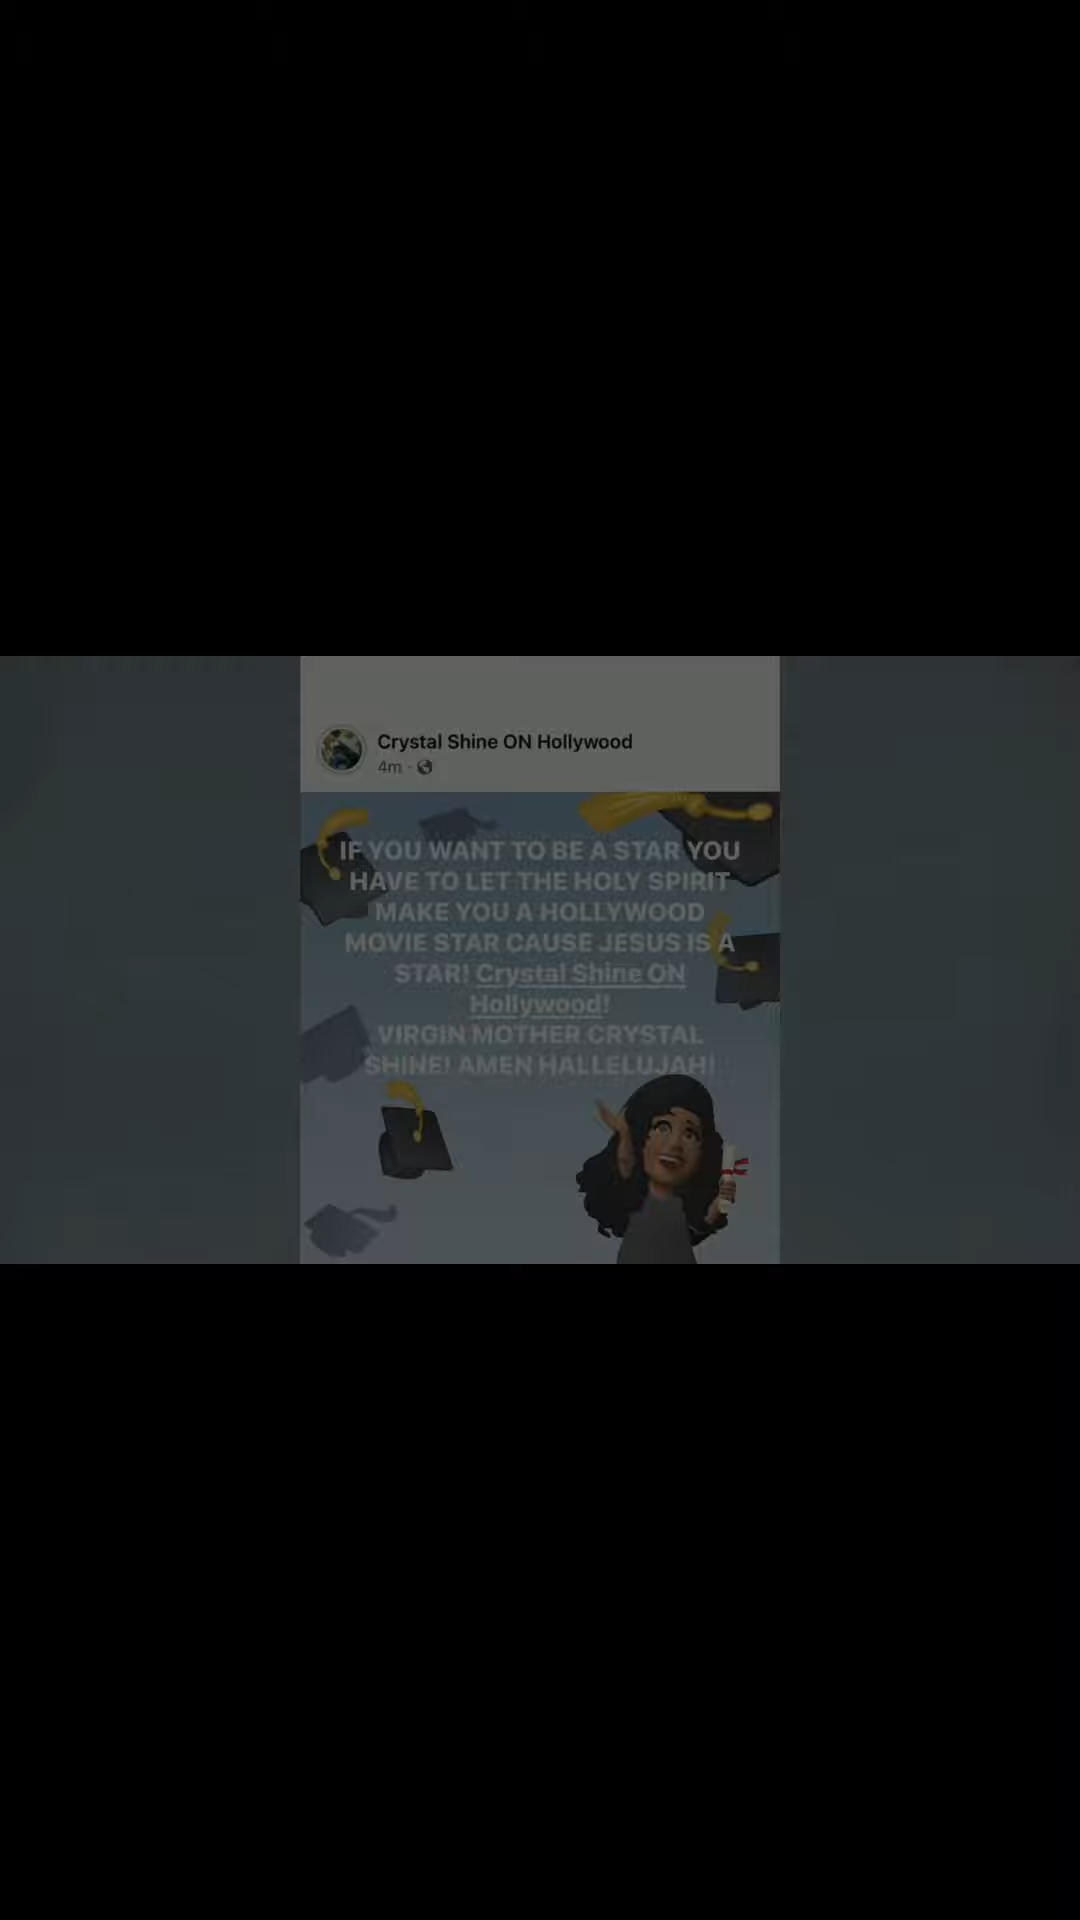 Crystal Shine ON Hollywood
4m ·
IF YOU WANT TO BE A STAR YOU
HAVE TO LET THE HOLY SPIRIT
MAKE YOU A HOLLYWOOD
MOVIE STAR CAUSE JESUS IS A
STAR! Crystal Shine ON
Hollywood!
VIRGIN MOTHER CRYSTAL
SHINE! AMEN HALLELUJAH!